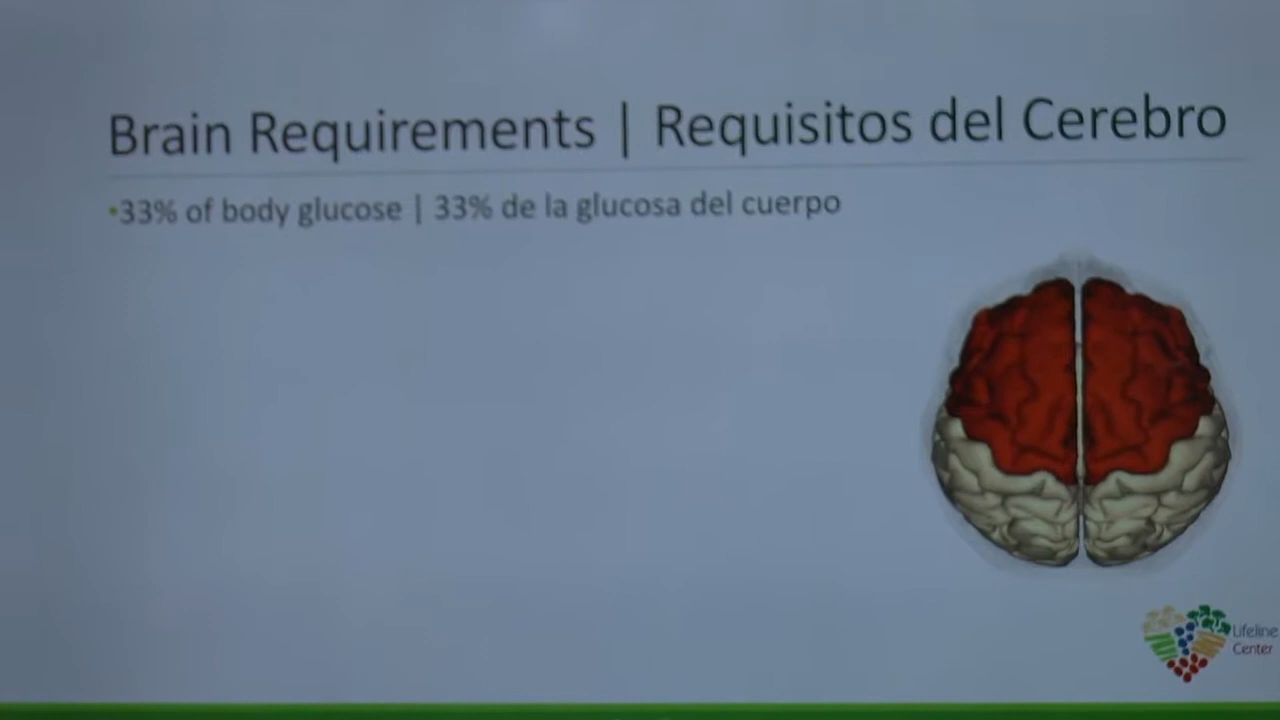 Brain Requirements | Requisitos del Cerebro
•33% of body glucose | 33% de la glucosa del cuerpo
Lifeline
Center